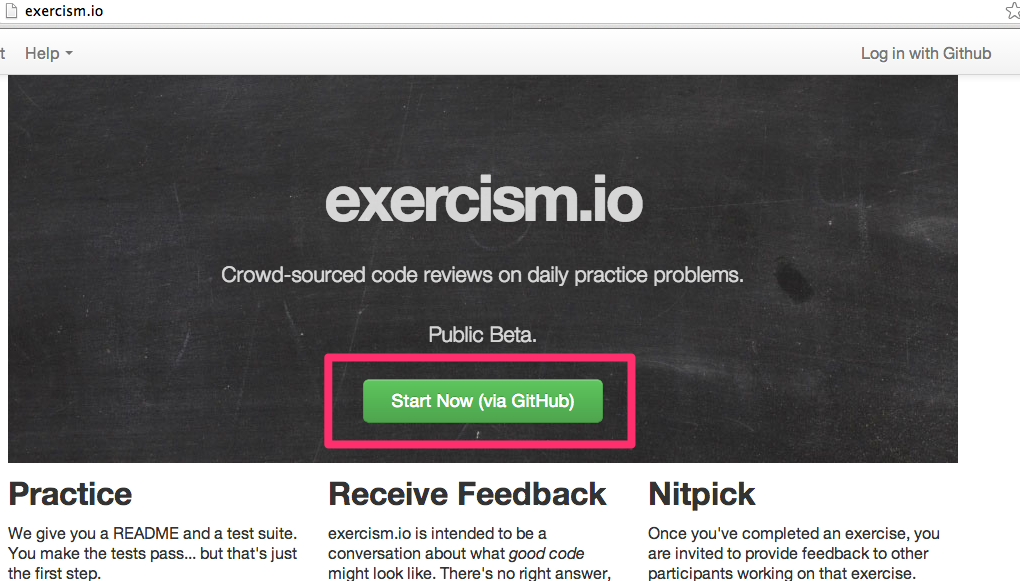 exercism.io
t Help Log in with Github
exercism.io
Crowd-sourced code reviews on daily practice problems.
Public Beta.
Start Now (via GitHub)
Practice
We give you a README and a test suite.
You make the tests pass... but that's just
the first step.
Receive Feedback
exercism.io is intended to be a
conversation about what good code
might look like. There's no right answer,
Nitpick
Once you've completed an exercise, you
are invited to provide feedback to other
participants working on that exercise.